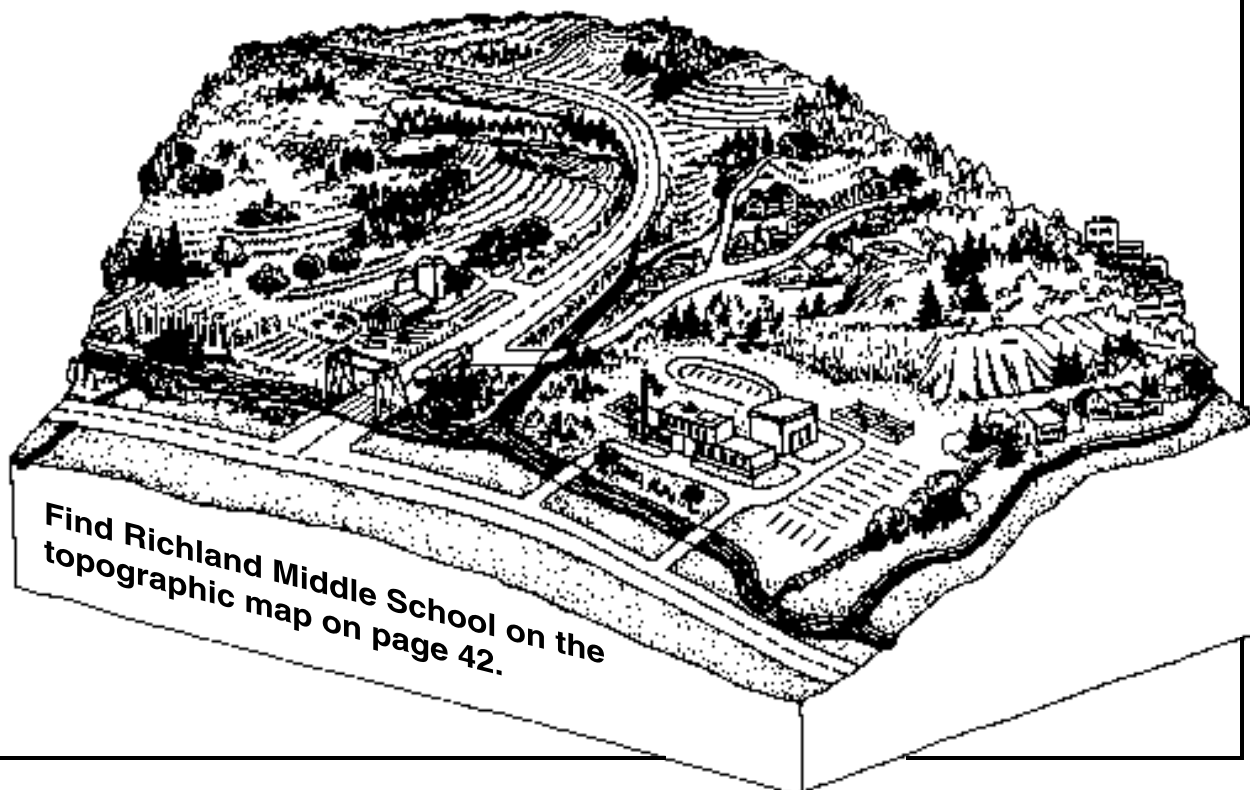 Find Richland Middle School on the
topographic map on page 42.